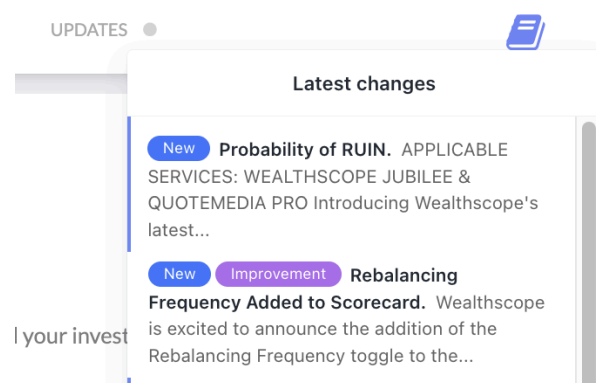 UPDATES
Latest changes
New Probability of RUIN. APPLICABLE
SERVICES: WEALTHSCOPE JUBILEE &
QUOTEMEDIA PRO Introducing Wealthscope's
latest...
New Improvement Rebalancing
Frequency Added to Scorecard. Wealthscope
is excited to announce the addition of the
Rebalancing Frequency toggle to the...
your invest